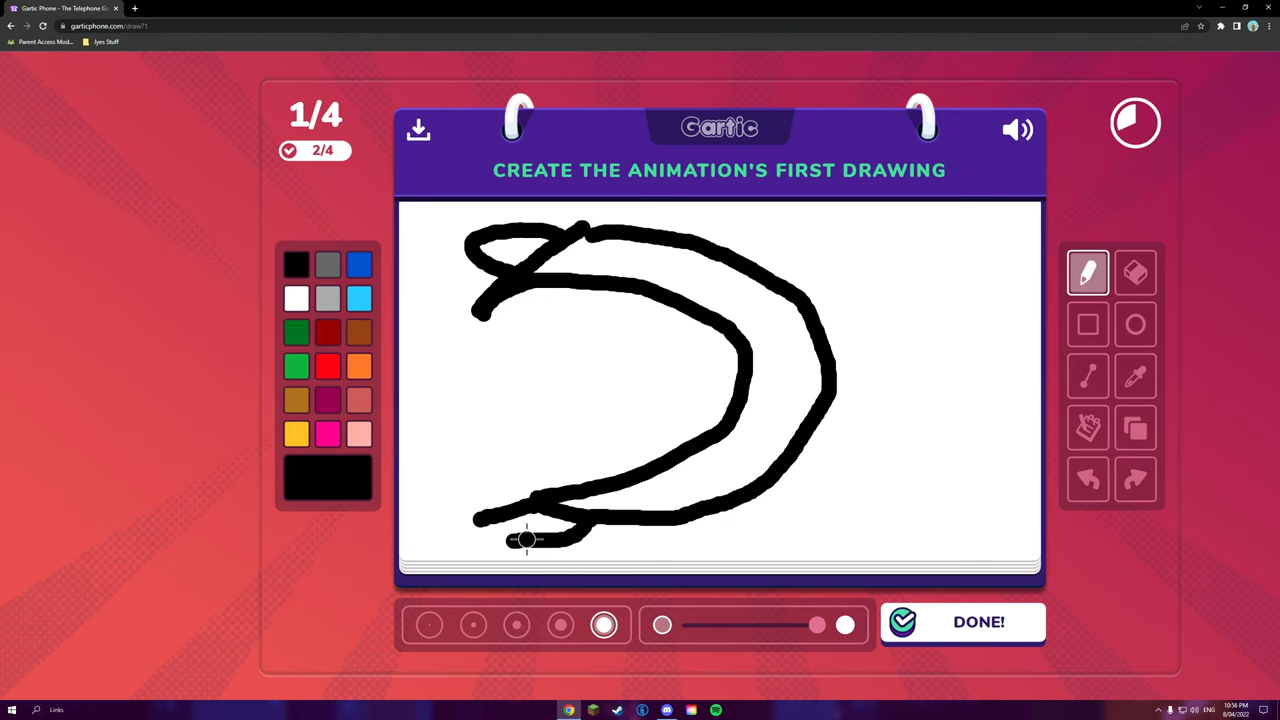 Gartic Phone - The Telephone G
garticphone.com/draw?1
Parent Access Mod...
Jyes Stuff
1/4
2/4
Gartic
CREATE THE ANIMATION'S FIRST DRAWING
DONE!
Links
ENG
10:56 PM
8/04/2022